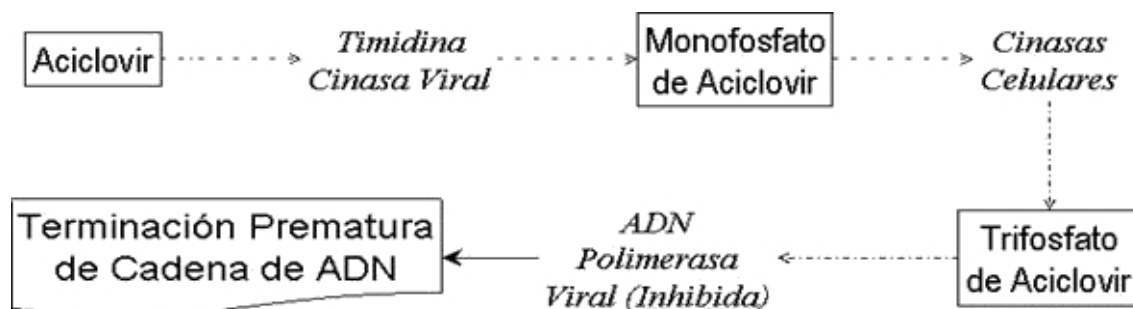 Aciclovir
Timidina
Cinasa Viral
Monofosfato
de Aciclovir
Cinasas
Celulares
Trifosfato
de Aciclovir
ADN
Polimerasa
Viral (Inhibida)
Terminación Prematura
de Cadena de ADN